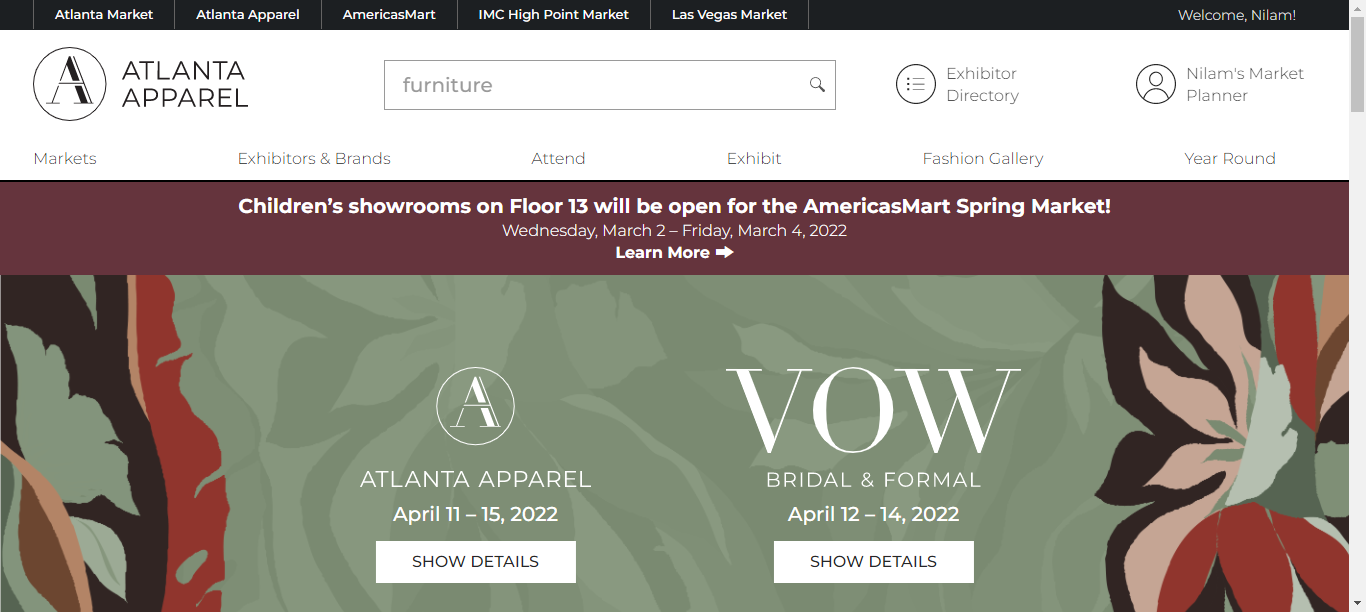 Atlanta Market
Atlanta Apparel
AmericasMart
IMC High Point Market
Las Vegas Market
Welcome, Nilam!
A
ATLANTA
APPAREL
furniture
Exhibitor
Directory
Nilam's Market
Planner
Markets
Exhibitors & Brands
Attend
Exhibit
Fashion Gallery
Year Round
Children’s showrooms on Floor 13 will be open for the AmericasMart Spring Market!
Wednesday, March 2 – Friday, March 4, 2022
Learn More
A
ATLANTA APPAREL
April 11 – 15, 2022
SHOW DETAILS
VOW
BRIDAL & FORMAL
April 12 – 14, 2022
SHOW DETAILS